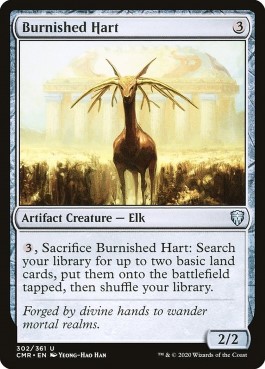 Burnished Hart 3
Artifact Creature — Elk
3, Sacrifice Burnished Hart: Search
your library for up to two basic land
cards, put them onto the battlefield
tapped, then shuffle your library.
Forged by divine hands to wander
mortal realms.
2/2
302/361 U
CMR • EN Yeong-Hao Han
™ & © 2020 Wizards of the Coast